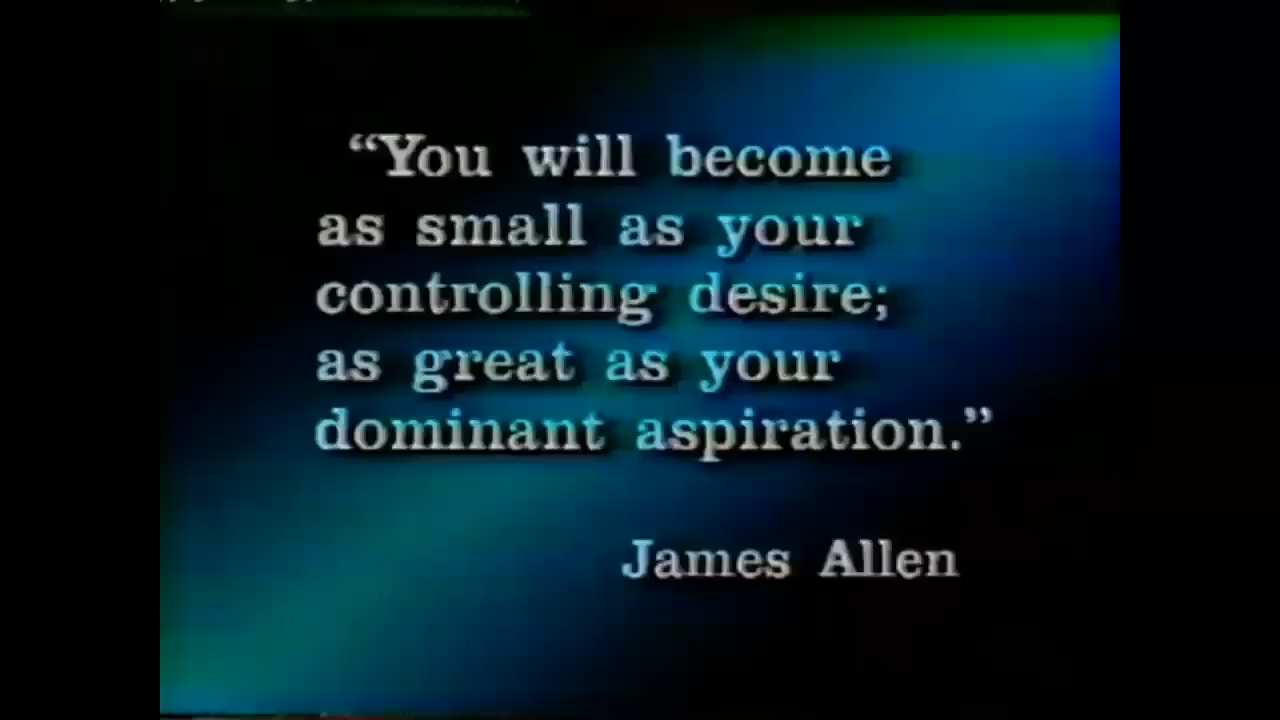 “You will become
as small as your
controlling desire;
as great as your
dominant aspiration.”
James Allen